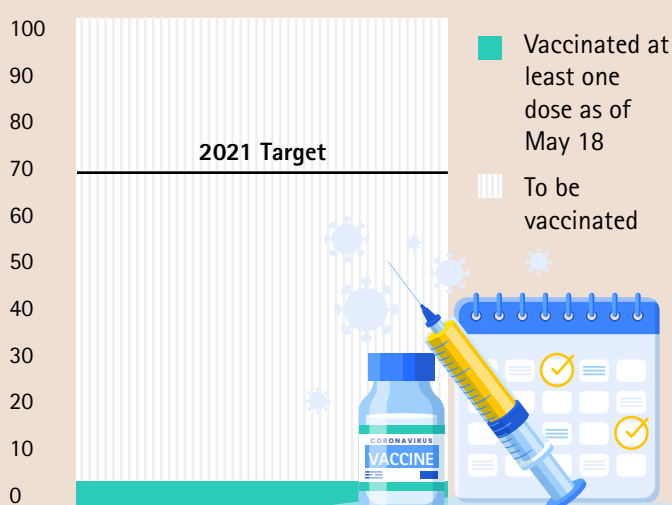 100
90
80
70
60
50
40
30
20
10
0
2021 Target
Vaccinated at
least one
dose as of
May 18
To be
vaccinated
CORONAVIRUS
VACCINE